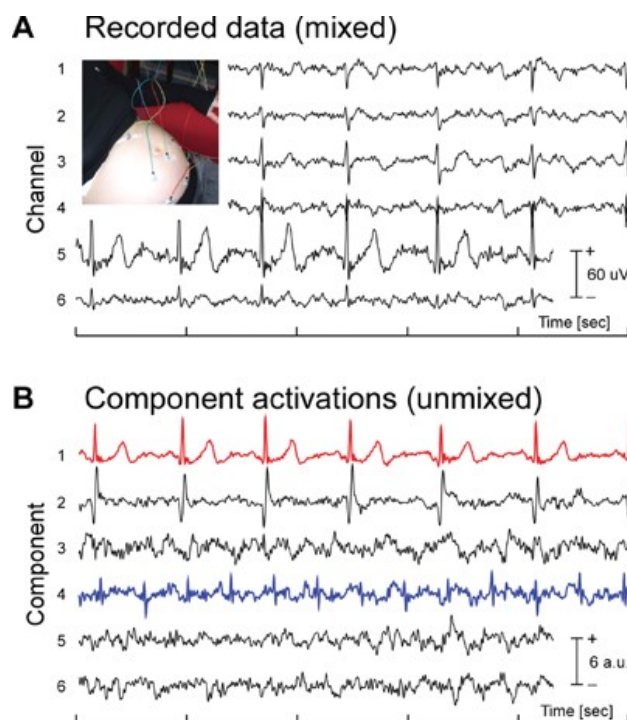 A Recorded data (mixed)
Channel
1
2
3
4
5
6
+
60 uV
–
Time [sec]
B Component activations (unmixed)
Component
1
2
3
4
5
6
+
6 a.u.
–
Time [sec]